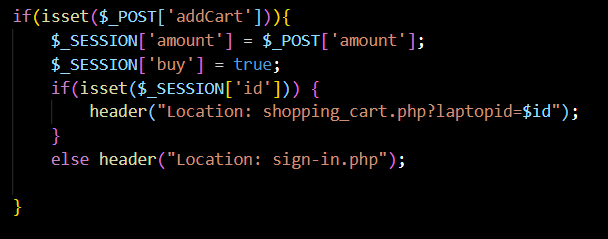 if(isset($_POST['addCart'])){
    $_SESSION['amount'] = $_POST['amount'];
    $_SESSION['buy'] = true;
    if(isset($_SESSION['id'])) {
        header("Location: shopping_cart.php?laptopid=$id");
    }
    else header("Location: sign-in.php");
}